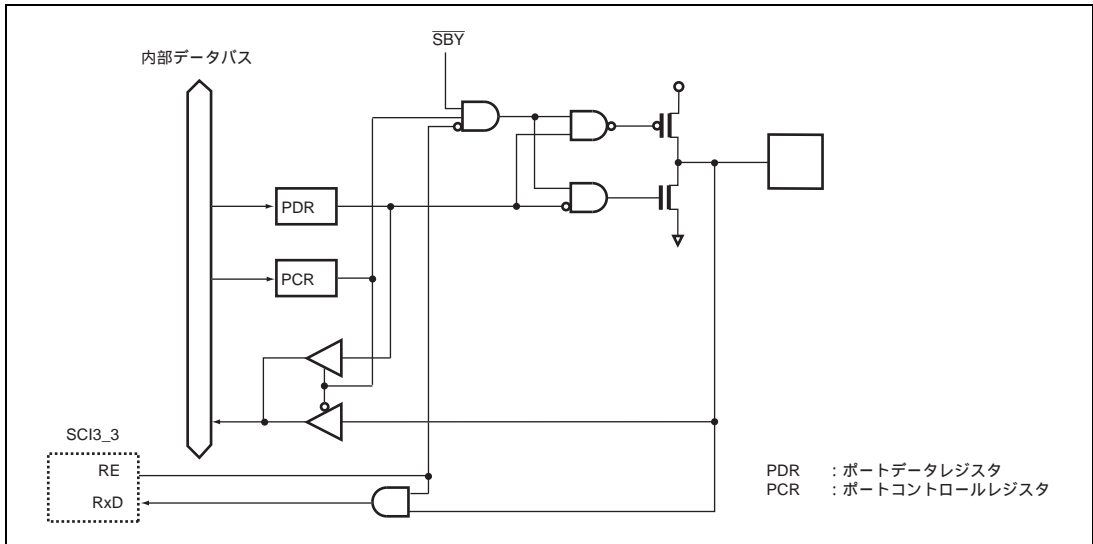 SBY
内部データバス
PDR
PCR
SCI3_3
RE
RxD
PDR :ポートデータレジスタ
PCR :ポートコントロールレジスタ